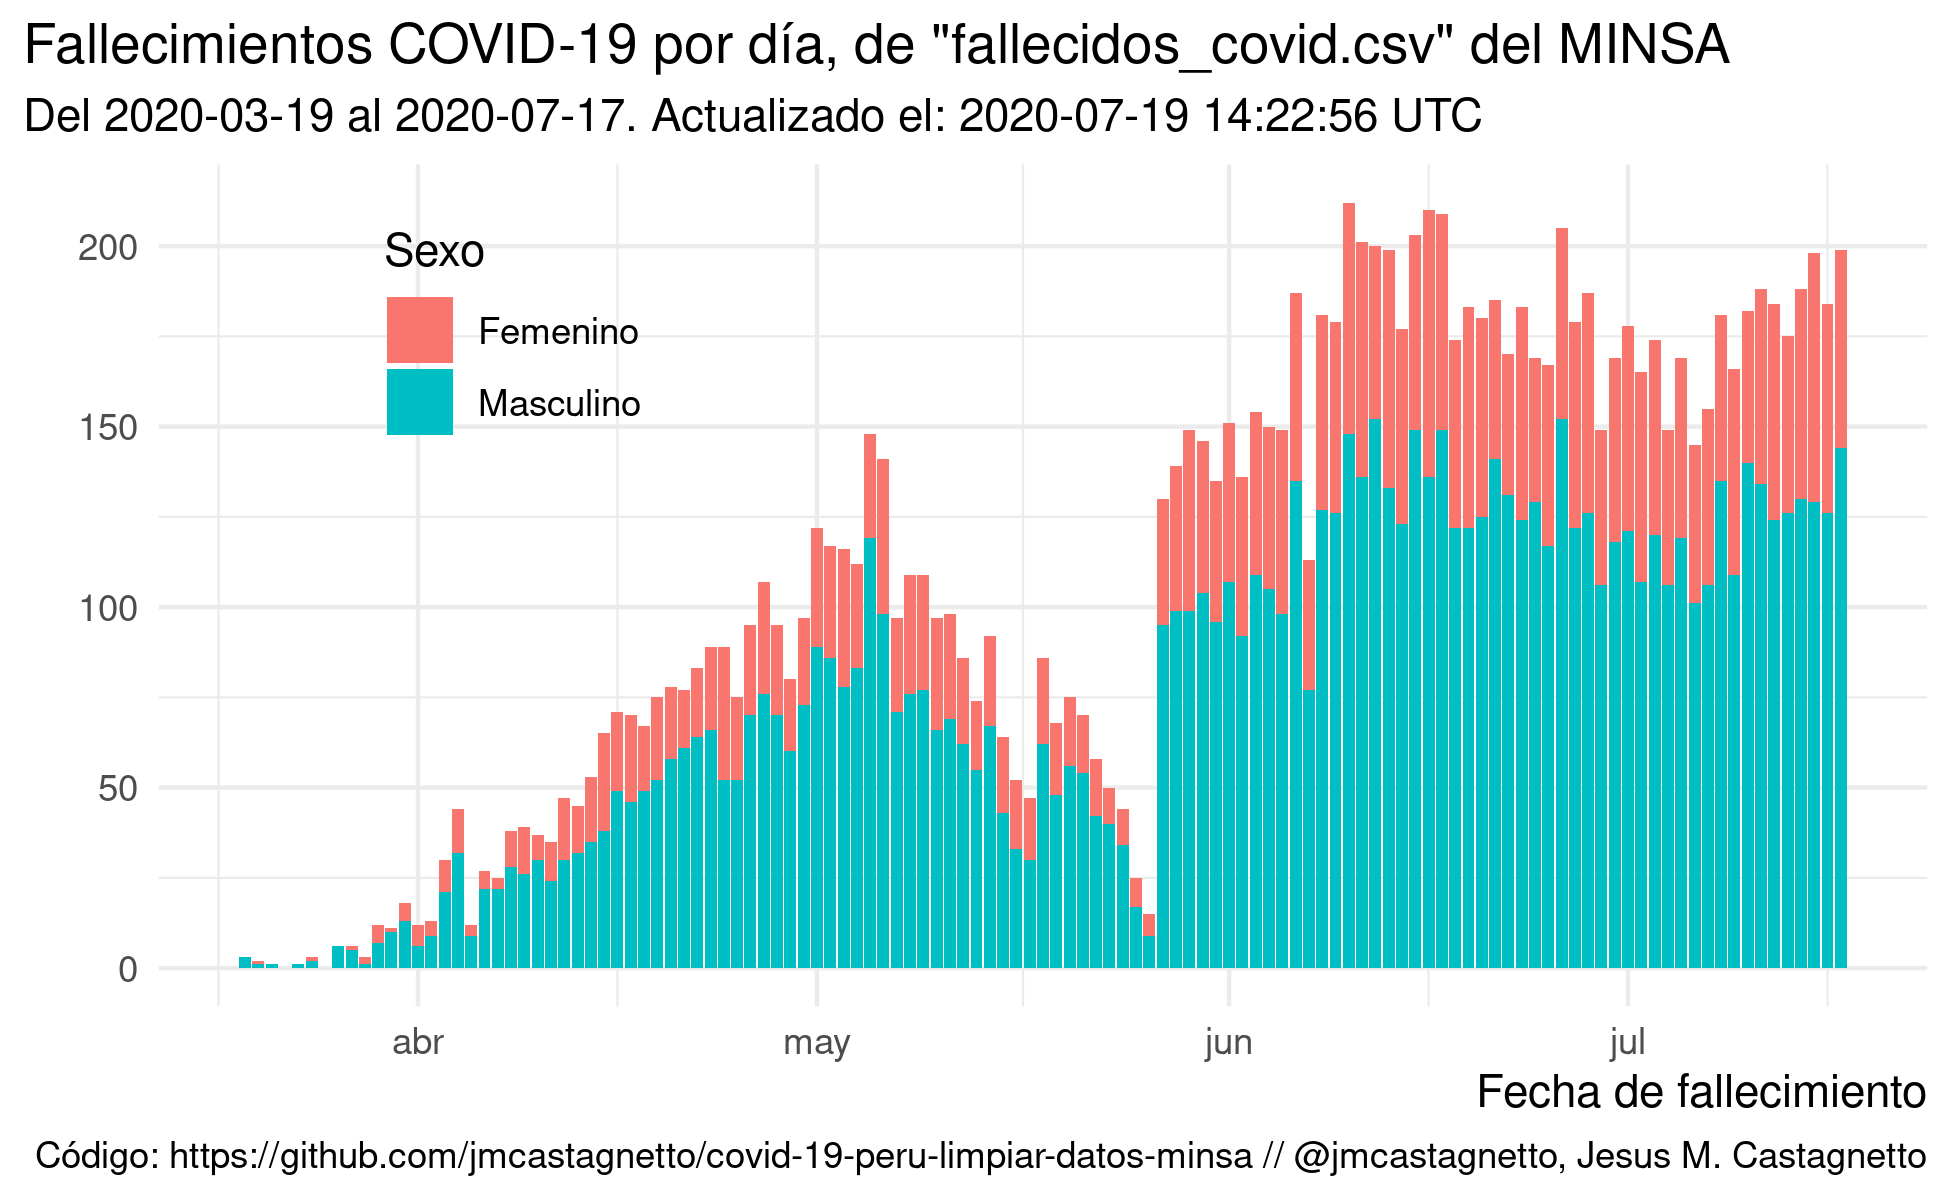 Fallecimientos COVID-19 por día, de "fallecidos_covid.csv" del MINSA
Del 2020-03-19 al 2020-07-17. Actualizado el: 2020-07-19 14:22:56 UTC
Sexo
Femenino
Masculino
200
150
100
50
0
abr may jun jul
Fecha de fallecimiento
Código: https://github.com/jmcastagnetto/covid-19-peru-limpiar-datos-minsa // @jmcastagnetto, Jesus M. Castagnetto